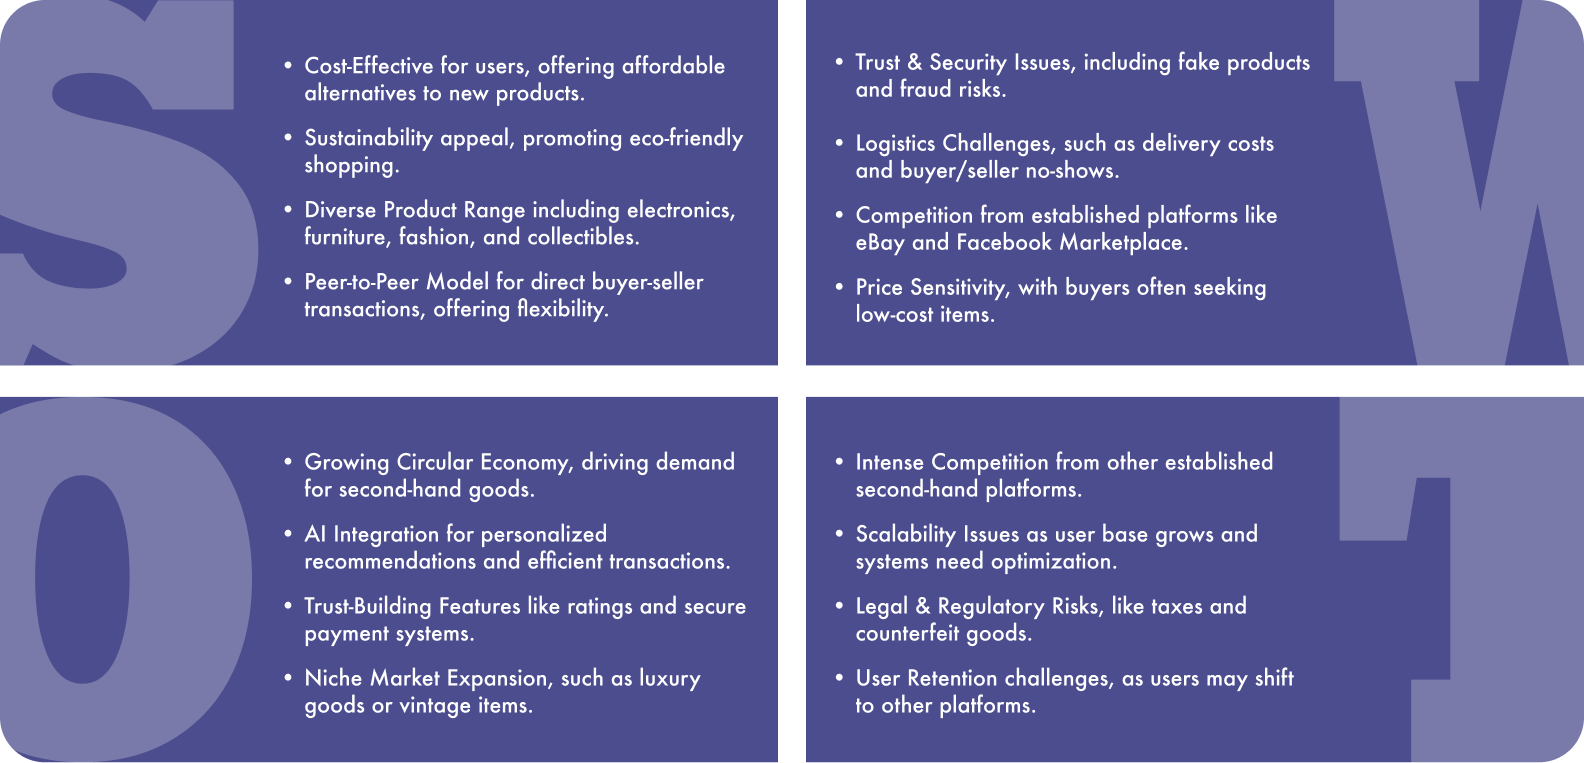 S
• Cost-Effective for users, offering affordable
alternatives to new products.
• Sustainability appeal, promoting eco-friendly
shopping.
• Diverse Product Range including electronics,
furniture, fashion, and collectibles.
• Peer-to-Peer Model for direct buyer-seller
transactions, offering flexibility.
W
• Trust & Security Issues, including fake products
and fraud risks.
• Logistics Challenges, such as delivery costs
and buyer/seller no-shows.
• Competition from established platforms like
eBay and Facebook Marketplace.
• Price Sensitivity, with buyers often seeking
low-cost items.
O
• Growing Circular Economy, driving demand
for second-hand goods.
• AI Integration for personalized
recommendations and efficient transactions.
• Trust-Building Features like ratings and secure
payment systems.
• Niche Market Expansion, such as luxury
goods or vintage items.
T
• Intense Competition from other established
second-hand platforms.
• Scalability Issues as user base grows and
systems need optimization.
• Legal & Regulatory Risks, like taxes and
counterfeit goods.
• User Retention challenges, as users may shift
to other platforms.